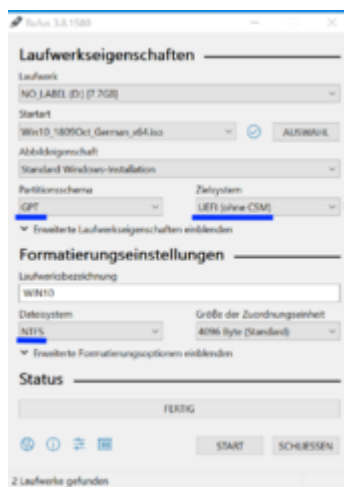 Rufus 3.8.1580
Laufwerkseigenschaften
Laufwerk
NO_LABEL (D:) [7.7GB]
Startart
Win10_1809Oct_German_x64.iso
AUSWAHL
Abbildeigenschaft
Standard Windows-Installation
Partitionsschema Zielsystem
GPT UEFI (ohne CSM)
Erweiterte Laufwerkseigenschaften einblenden
Formatierungseinstellungen
Laufwerksbezeichnung
WIN10
Dateisystem Größe der Zuordnungseinheit
NTFS 4096 Byte (Standard)
Erweiterte Formatierungsoptionen einblenden
Status
FERTIG
START SCHLIESSEN
2 Laufwerke gefunden